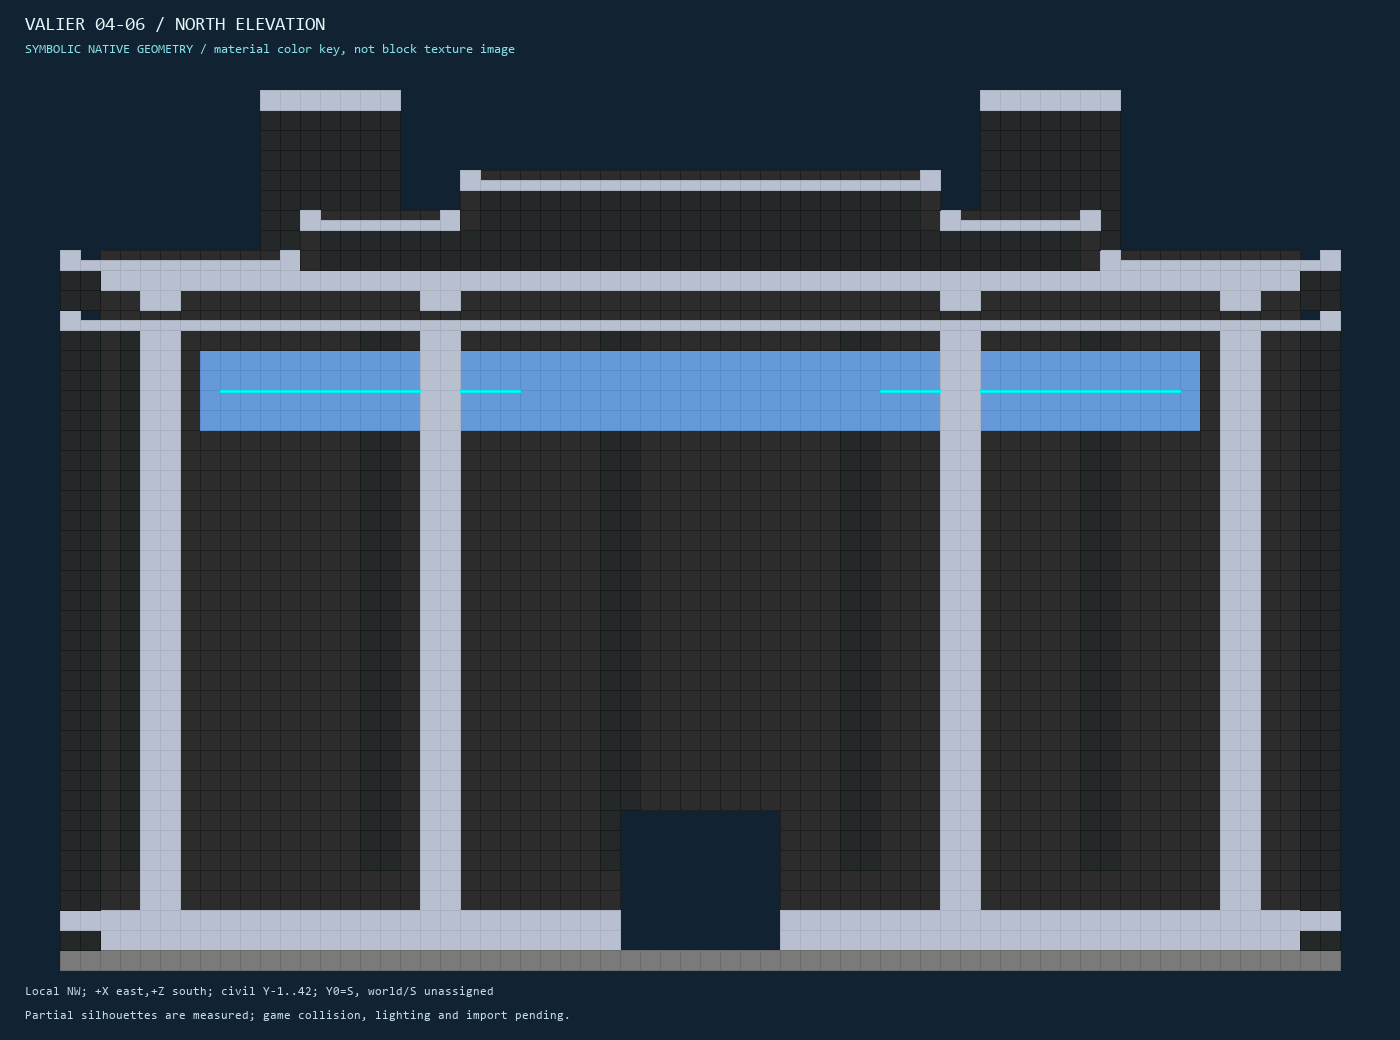 VALIER 04-06 / NORTH ELEVATION
SYMBOLIC NATIVE GEOMETRY / material color key, not block texture image
Local NW; +X east,+Z south; civil Y-1..42; Y0=S, world/S unassigned
Partial silhouettes are measured; game collision, lighting and import pending.